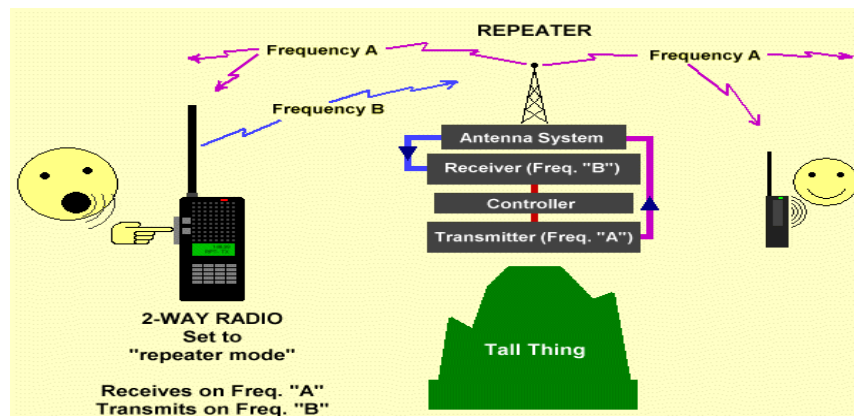 REPEATER
Frequency A
Frequency A
Frequency B
Antenna System
Receiver (Freq. "B")
Controller
Transmitter (Freq. "A")
2-WAY RADIO
Set to
"repeater mode"
Receives on Freq. "A"
Transmits on Freq. "B"
Tall Thing